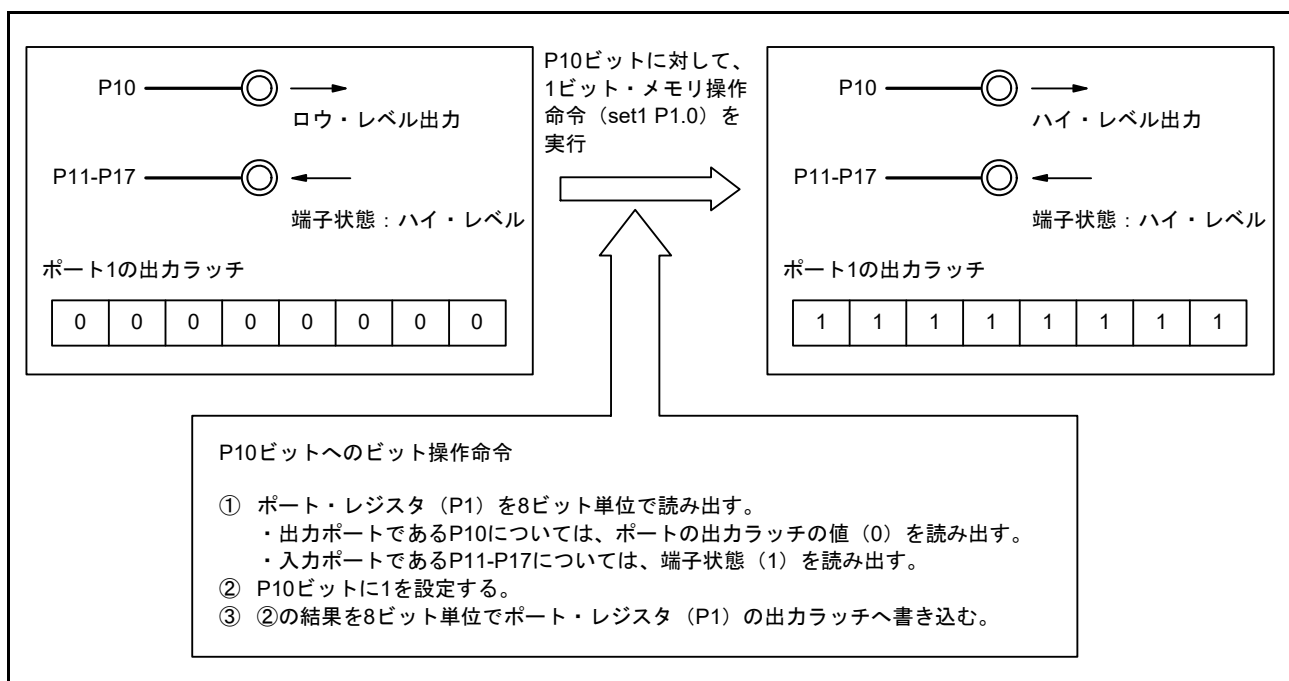 P10
ロウ・レベル出力
P11-P17
端子状態：ハイ・レベル
ポート1の出力ラッチ
0 0 0 0 0 0 0 0
P10ビットに対して、
1ビット・メモリ操作
命令（set1 P1.0）を
実行
P10
ハイ・レベル出力
P11-P17
端子状態：ハイ・レベル
ポート1の出力ラッチ
1 1 1 1 1 1 1 1
P10ビットへのビット操作命令
① ポート・レジスタ（P1）を8ビット単位で読み出す。
・出力ポートであるP10については、ポートの出力ラッチの値（0）を読み出す。
・入力ポートであるP11-P17については、端子状態（1）を読み出す。
② P10ビットに1を設定する。
③ ②の結果を8ビット単位でポート・レジスタ（P1）の出力ラッチへ書き込む。